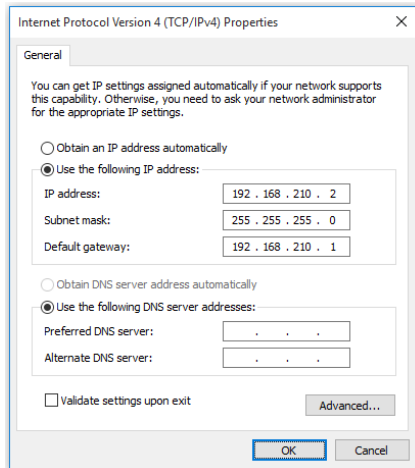 Internet Protocol Version 4 (TCP/IPv4) Properties
General
You can get IP settings assigned automatically if your network supports
this capability. Otherwise, you need to ask your network administrator
for the appropriate IP settings.
Obtain an IP address automatically
Use the following IP address:
IP address: 192 . 168 . 210 . 2
Subnet mask: 255 . 255 . 255 . 0
Default gateway: 192 . 168 . 210 . 1
Obtain DNS server address automatically
Use the following DNS server addresses:
Preferred DNS server: . . .
Alternate DNS server: . . .
Validate settings upon exit
Advanced...
OK Cancel